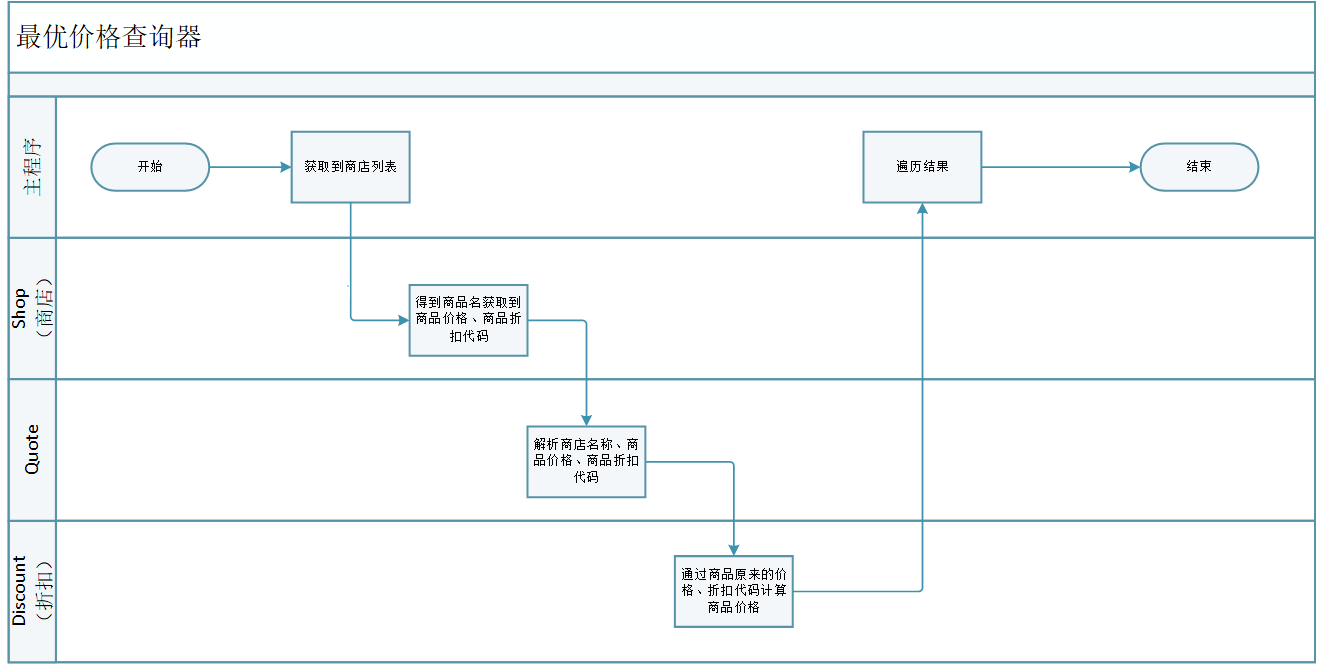 最优价格查询器
主程序
开始
获取到商店列表
遍历结果
结束
Shop
（商店）
得到商品名获取到
商品价格、商品折
扣代码
Quote
解析商店名称、商
品价格、商品折扣
代码
Discount
（折扣）
通过商品原来的价
格、折扣代码计算
商品价格